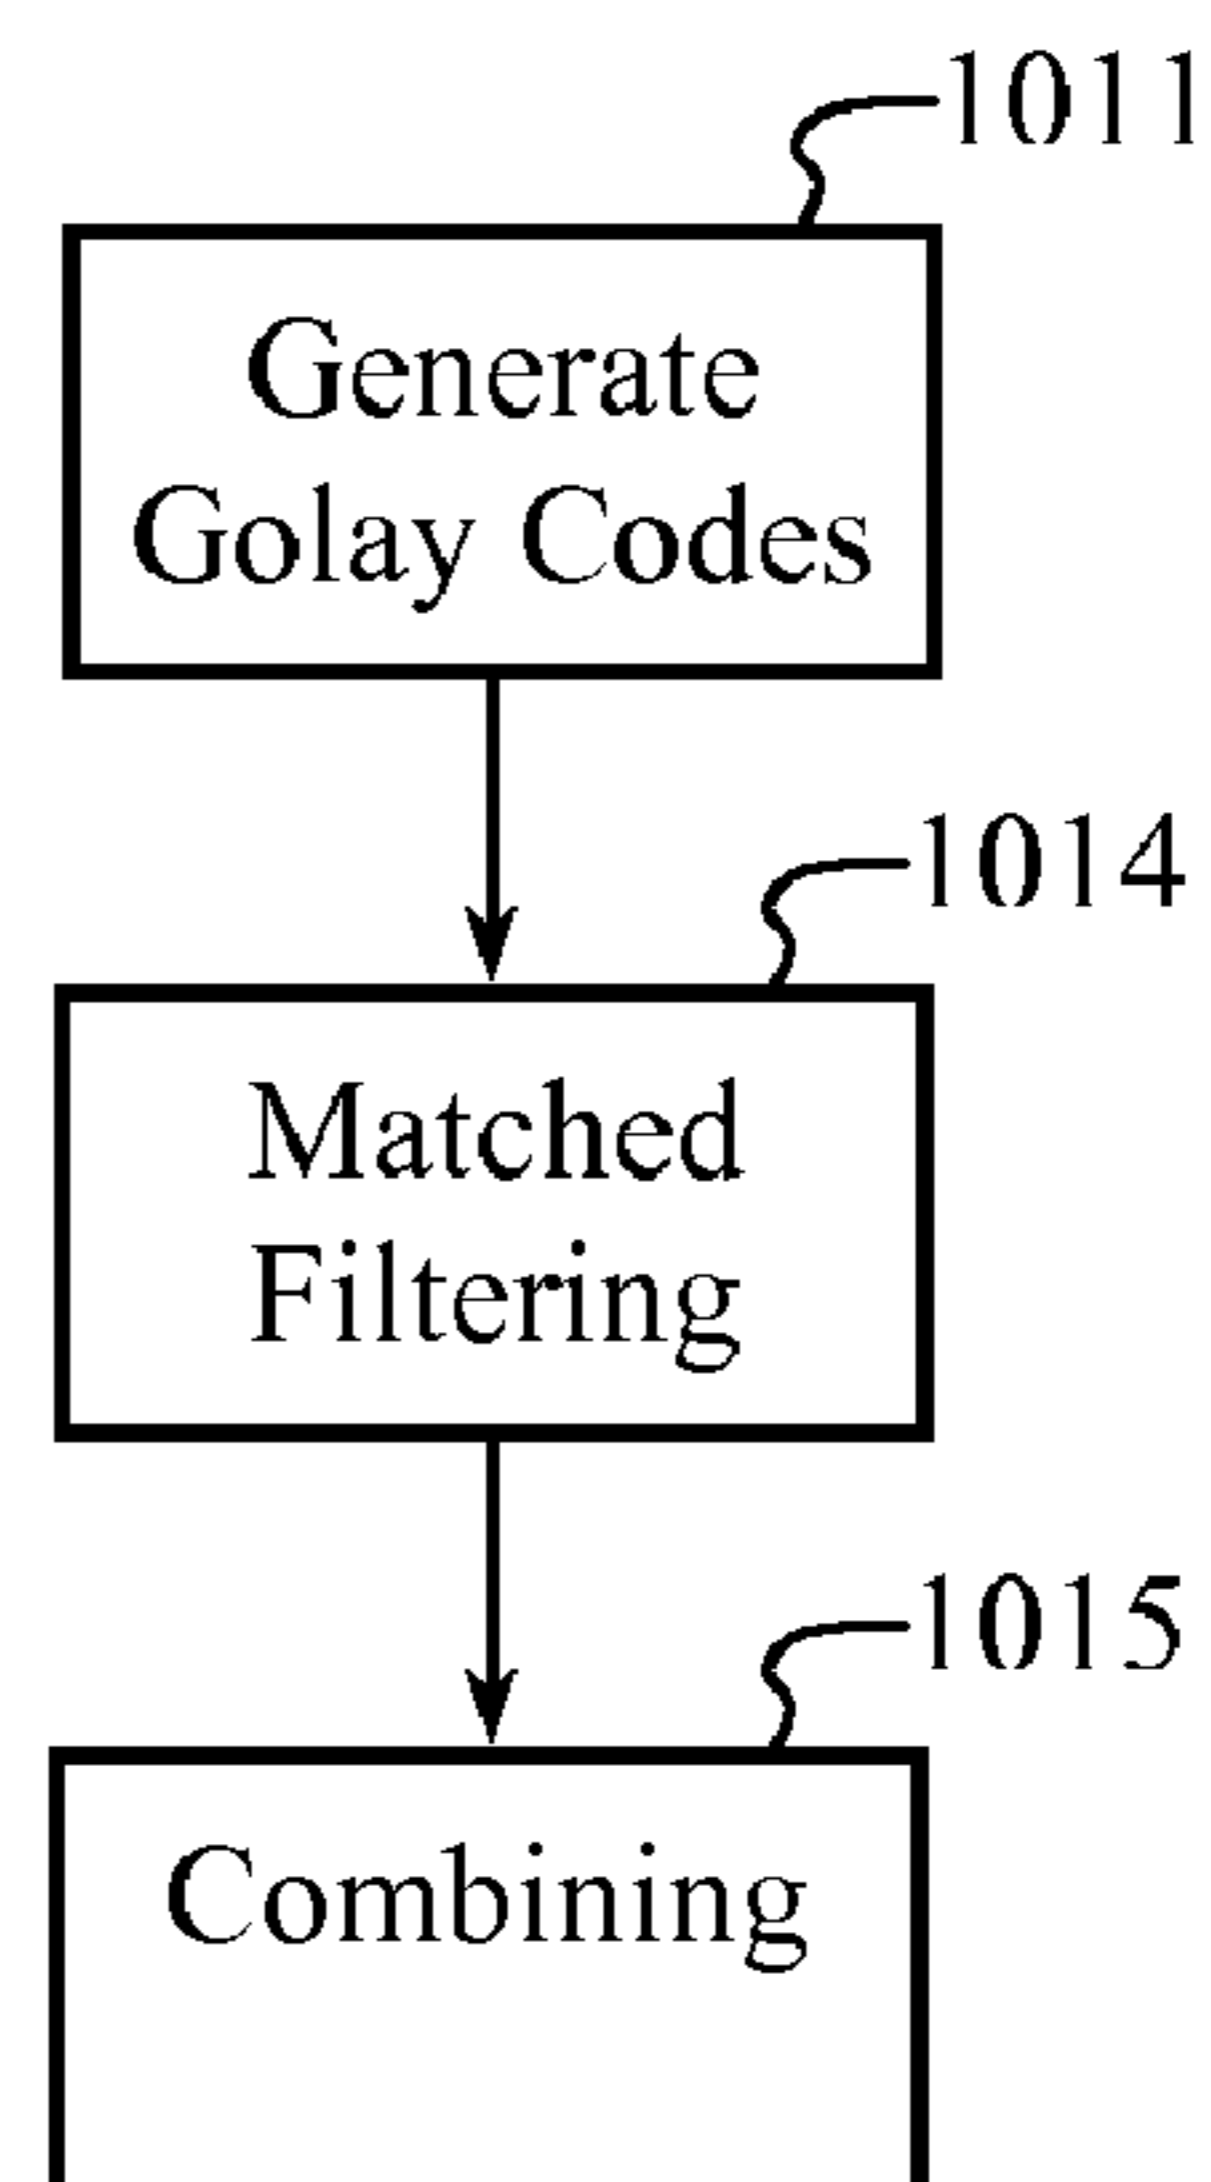 1011
Generate
Golay Codes
1014
Matched
Filtering
1015
Combining